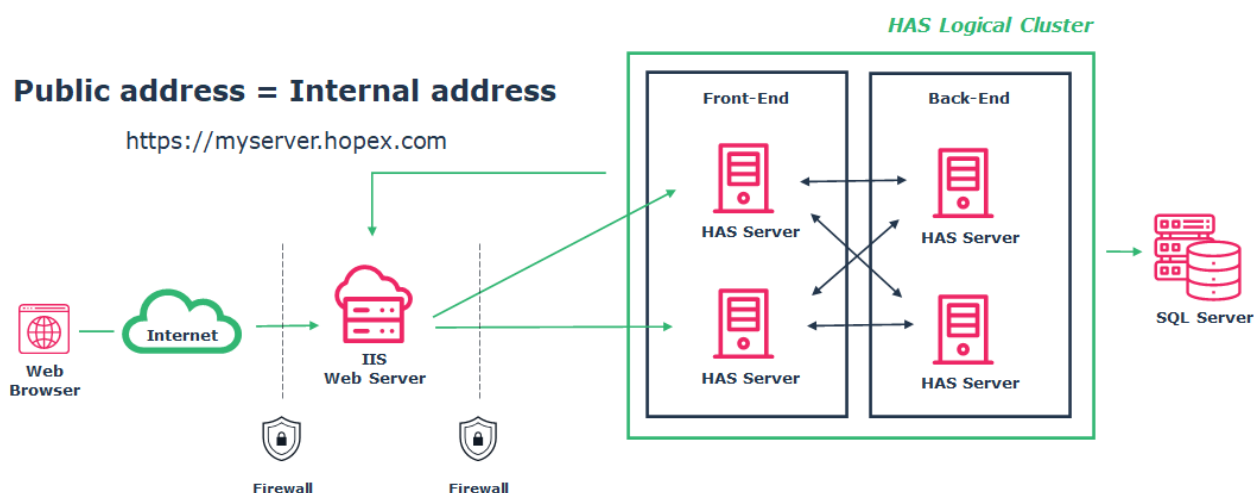 HAS Logical Cluster
Public address = Internal address
https://myserver.hopex.com
Front-End
Back-End
HAS Server
HAS Server
HAS Server
HAS Server
Internet
IIS
Web Server
Web
Browser
SQL Server
Firewall
Firewall